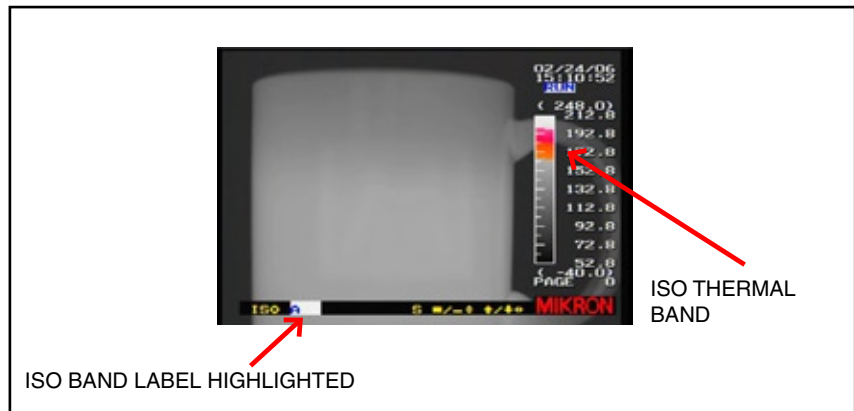 02/24/06
15:10:52
RUN
( 248.0)
212.8
192.8
152.8
132.8
112.8
92.8
72.8
52.8
( -40.0)
PAGE 0
ISO A S
MIKRON
ISO THERMAL
BAND
ISO BAND LABEL HIGHLIGHTED